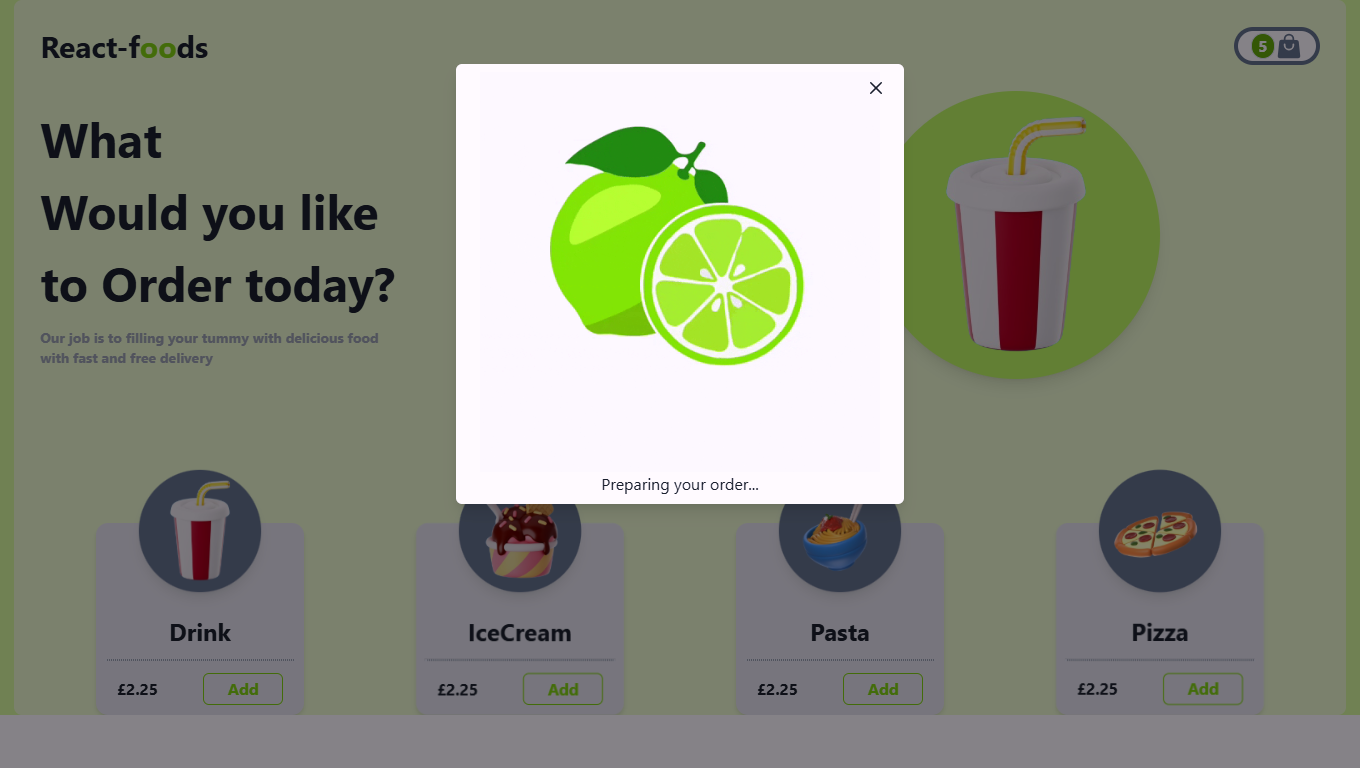 React-foods
5
What
Would you like
to Order today?
Our job is to filling your tummy with delicious food
with fast and free delivery
Preparing your order...
Drink
£2.25
Add
IceCream
£2.25
Add
Pasta
£2.25
Add
Pizza
£2.25
Add